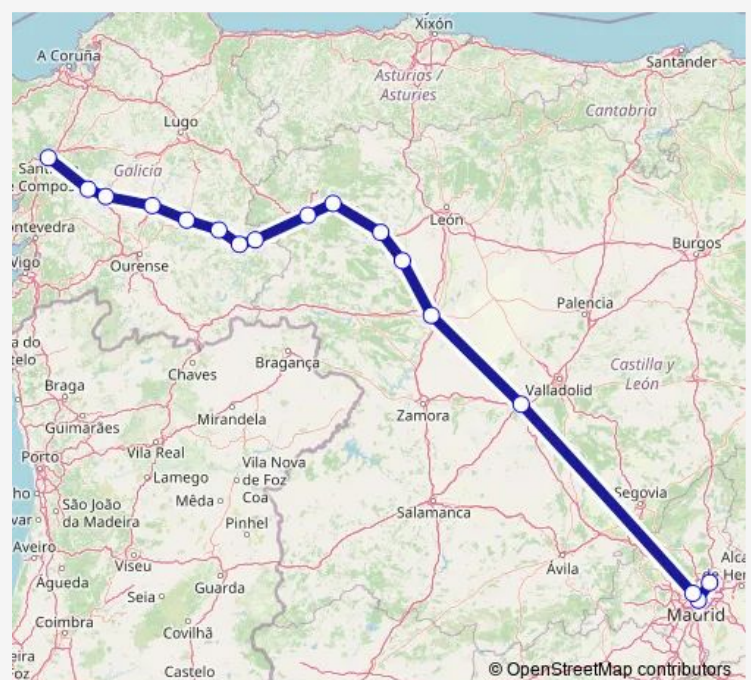 Xixón
A Coruña
Santander
Asturias /
Asturies
Cantabria
Lugo
Galicia
León
Burgos
Ourense
Vigo
Palencia
Bragança
Chaves
Castilla y
León
Valladolid
Braga
Zamora
Mirandela
Guimarães
Vila Real
Porto
Lamego
Vila Nova
de Foz
Coa
Mêda
São João
da Madeira
Pinhel
Salamanca
Segovia
Aveiro
Viseu
Ávila
Águeda
Seia
Guarda
Madrid
Coimbra
Covilhã
Castelo
© OpenStreetMap contributors